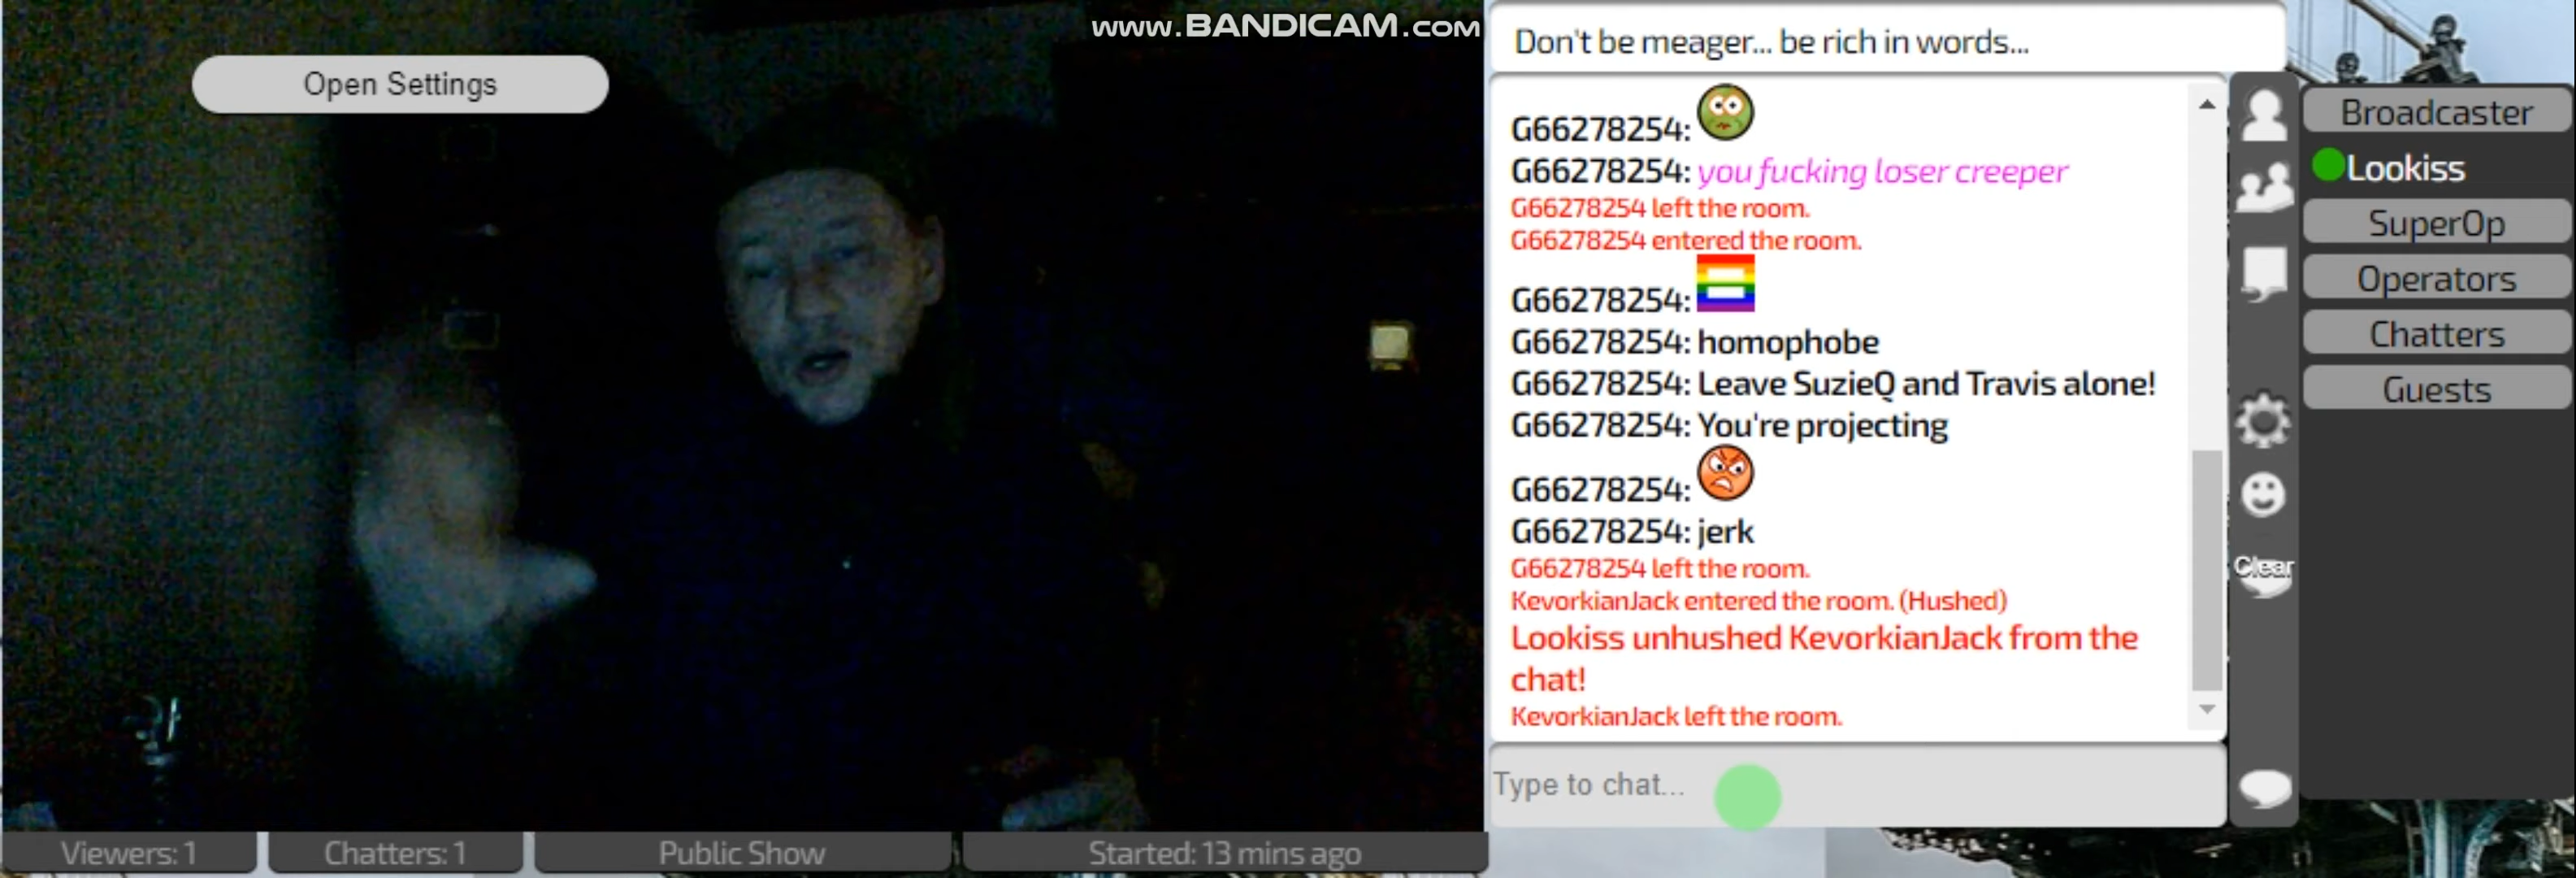 www.BANDICAM.com
Open Settings
Viewers: 1
Chatters: 1
Public Show
Started: 13 mins ago
Don't be meager... be rich in words...
G66278254:
G66278254: you fucking loser creeper
G66278254 left the room.
G66278254 entered the room.
G66278254:
G66278254: homophobe
G66278254: Leave SuzieQ and Travis alone!
G66278254: You're projecting
G66278254:
G66278254: jerk
G66278254 left the room.
KevorkianJack entered the room. (Hushed)
Lookiss unhushed KevorkianJack from the
chat!
KevorkianJack left the room.
Type to chat...
Clear
Broadcaster
Lookiss
SuperOp
Operators
Chatters
Guests